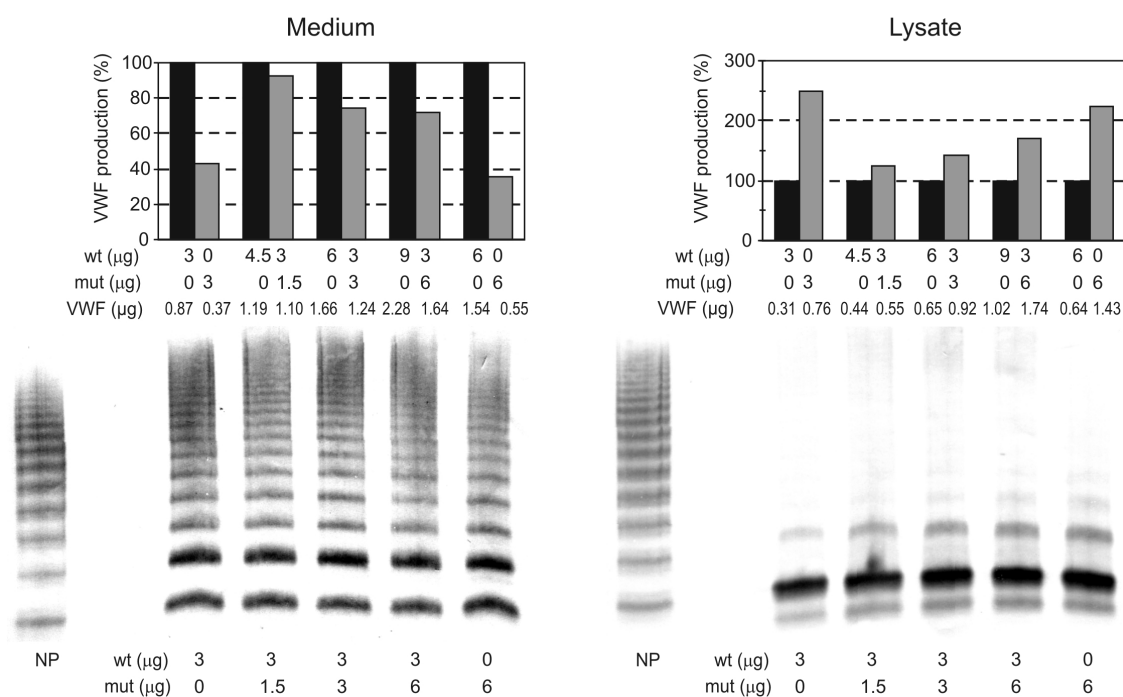 Medium
VWF production (%)
100
80
60
40
20
0
wt (μg) 3 0 4.5 3 6 3 9 3 6 0
mut (μg) 0 3 0 1.5 0 3 0 6 0 6
VWF (μg) 0.87 0.37 1.19 1.10 1.66 1.24 2.28 1.64 1.54 0.55
NP
wt (μg) 3 3 3 3 0
mut (μg) 0 1.5 3 6 6
Lysate
VWF production (%)
300
200
100
0
wt (μg) 3 0 4.5 3 6 3 9 3 6 0
mut (μg) 0 3 0 1.5 0 3 0 6 0 6
VWF (μg) 0.31 0.76 0.44 0.55 0.65 0.92 1.02 1.74 0.64 1.43
NP
wt (μg) 3 3 3 3 0
mut (μg) 0 1.5 3 6 6